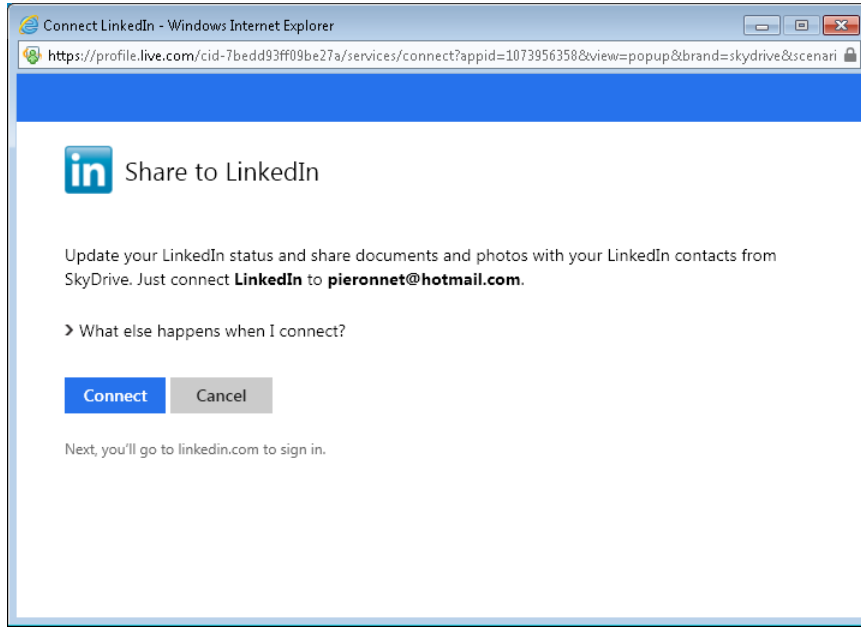 Connect LinkedIn - Windows Internet Explorer
https://profile.live.com/cid-7bedd93ff09be27a/services/connect?appid=1073956358&view=popup&brand=skydrive&scenari
in Share to LinkedIn
Update your LinkedIn status and share documents and photos with your LinkedIn contacts from
SkyDrive. Just connect LinkedIn to pieronnet@hotmail.com.
What else happens when I connect?
Connect Cancel
Next, you'll go to linkedin.com to sign in.